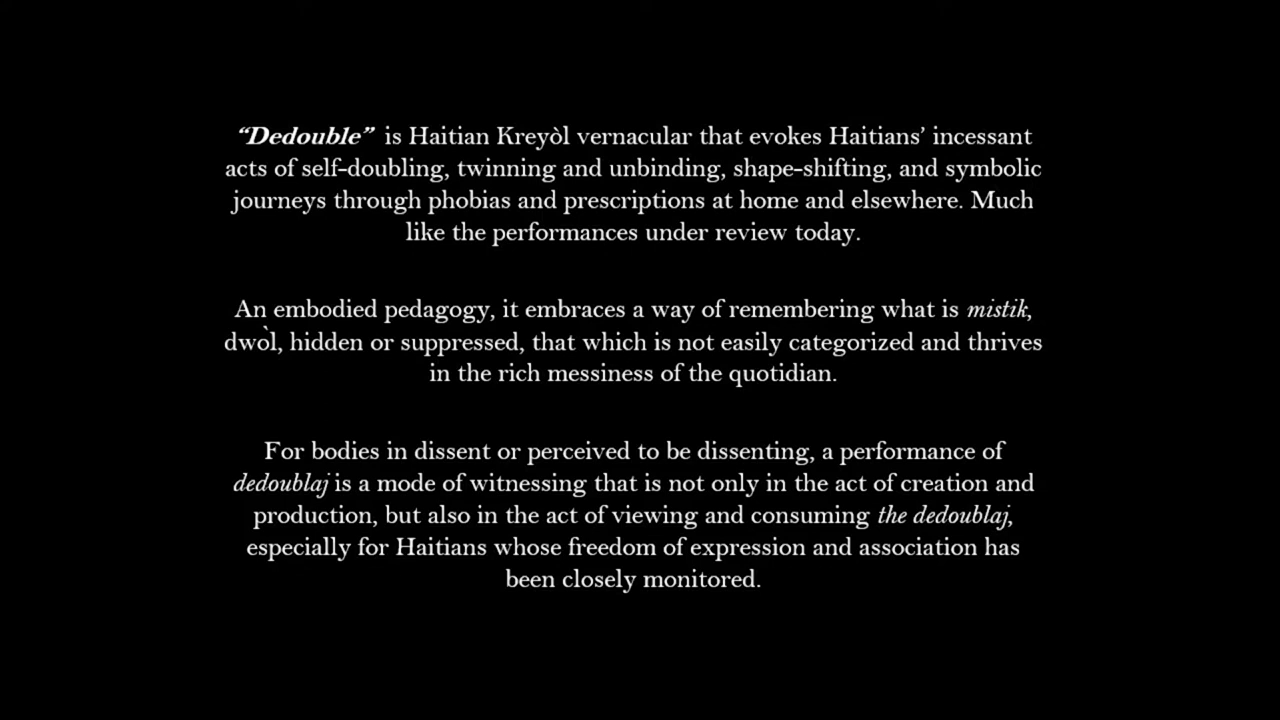 “Dedouble” is Haitian Kreyòl vernacular that evokes Haitians’ incessant
acts of self-doubling, twinning and unbinding, shape-shifting, and symbolic
journeys through phobias and prescriptions at home and elsewhere. Much
like the performances under review today.
An embodied pedagogy, it embraces a way of remembering what is mistik,
dwòl, hidden or suppressed, that which is not easily categorized and thrives
in the rich messiness of the quotidian.
For bodies in dissent or perceived to be dissenting, a performance of
dedoublaj is a mode of witnessing that is not only in the act of creation and
production, but also in the act of viewing and consuming the dedoublaj,
especially for Haitians whose freedom of expression and association has
been closely monitored.